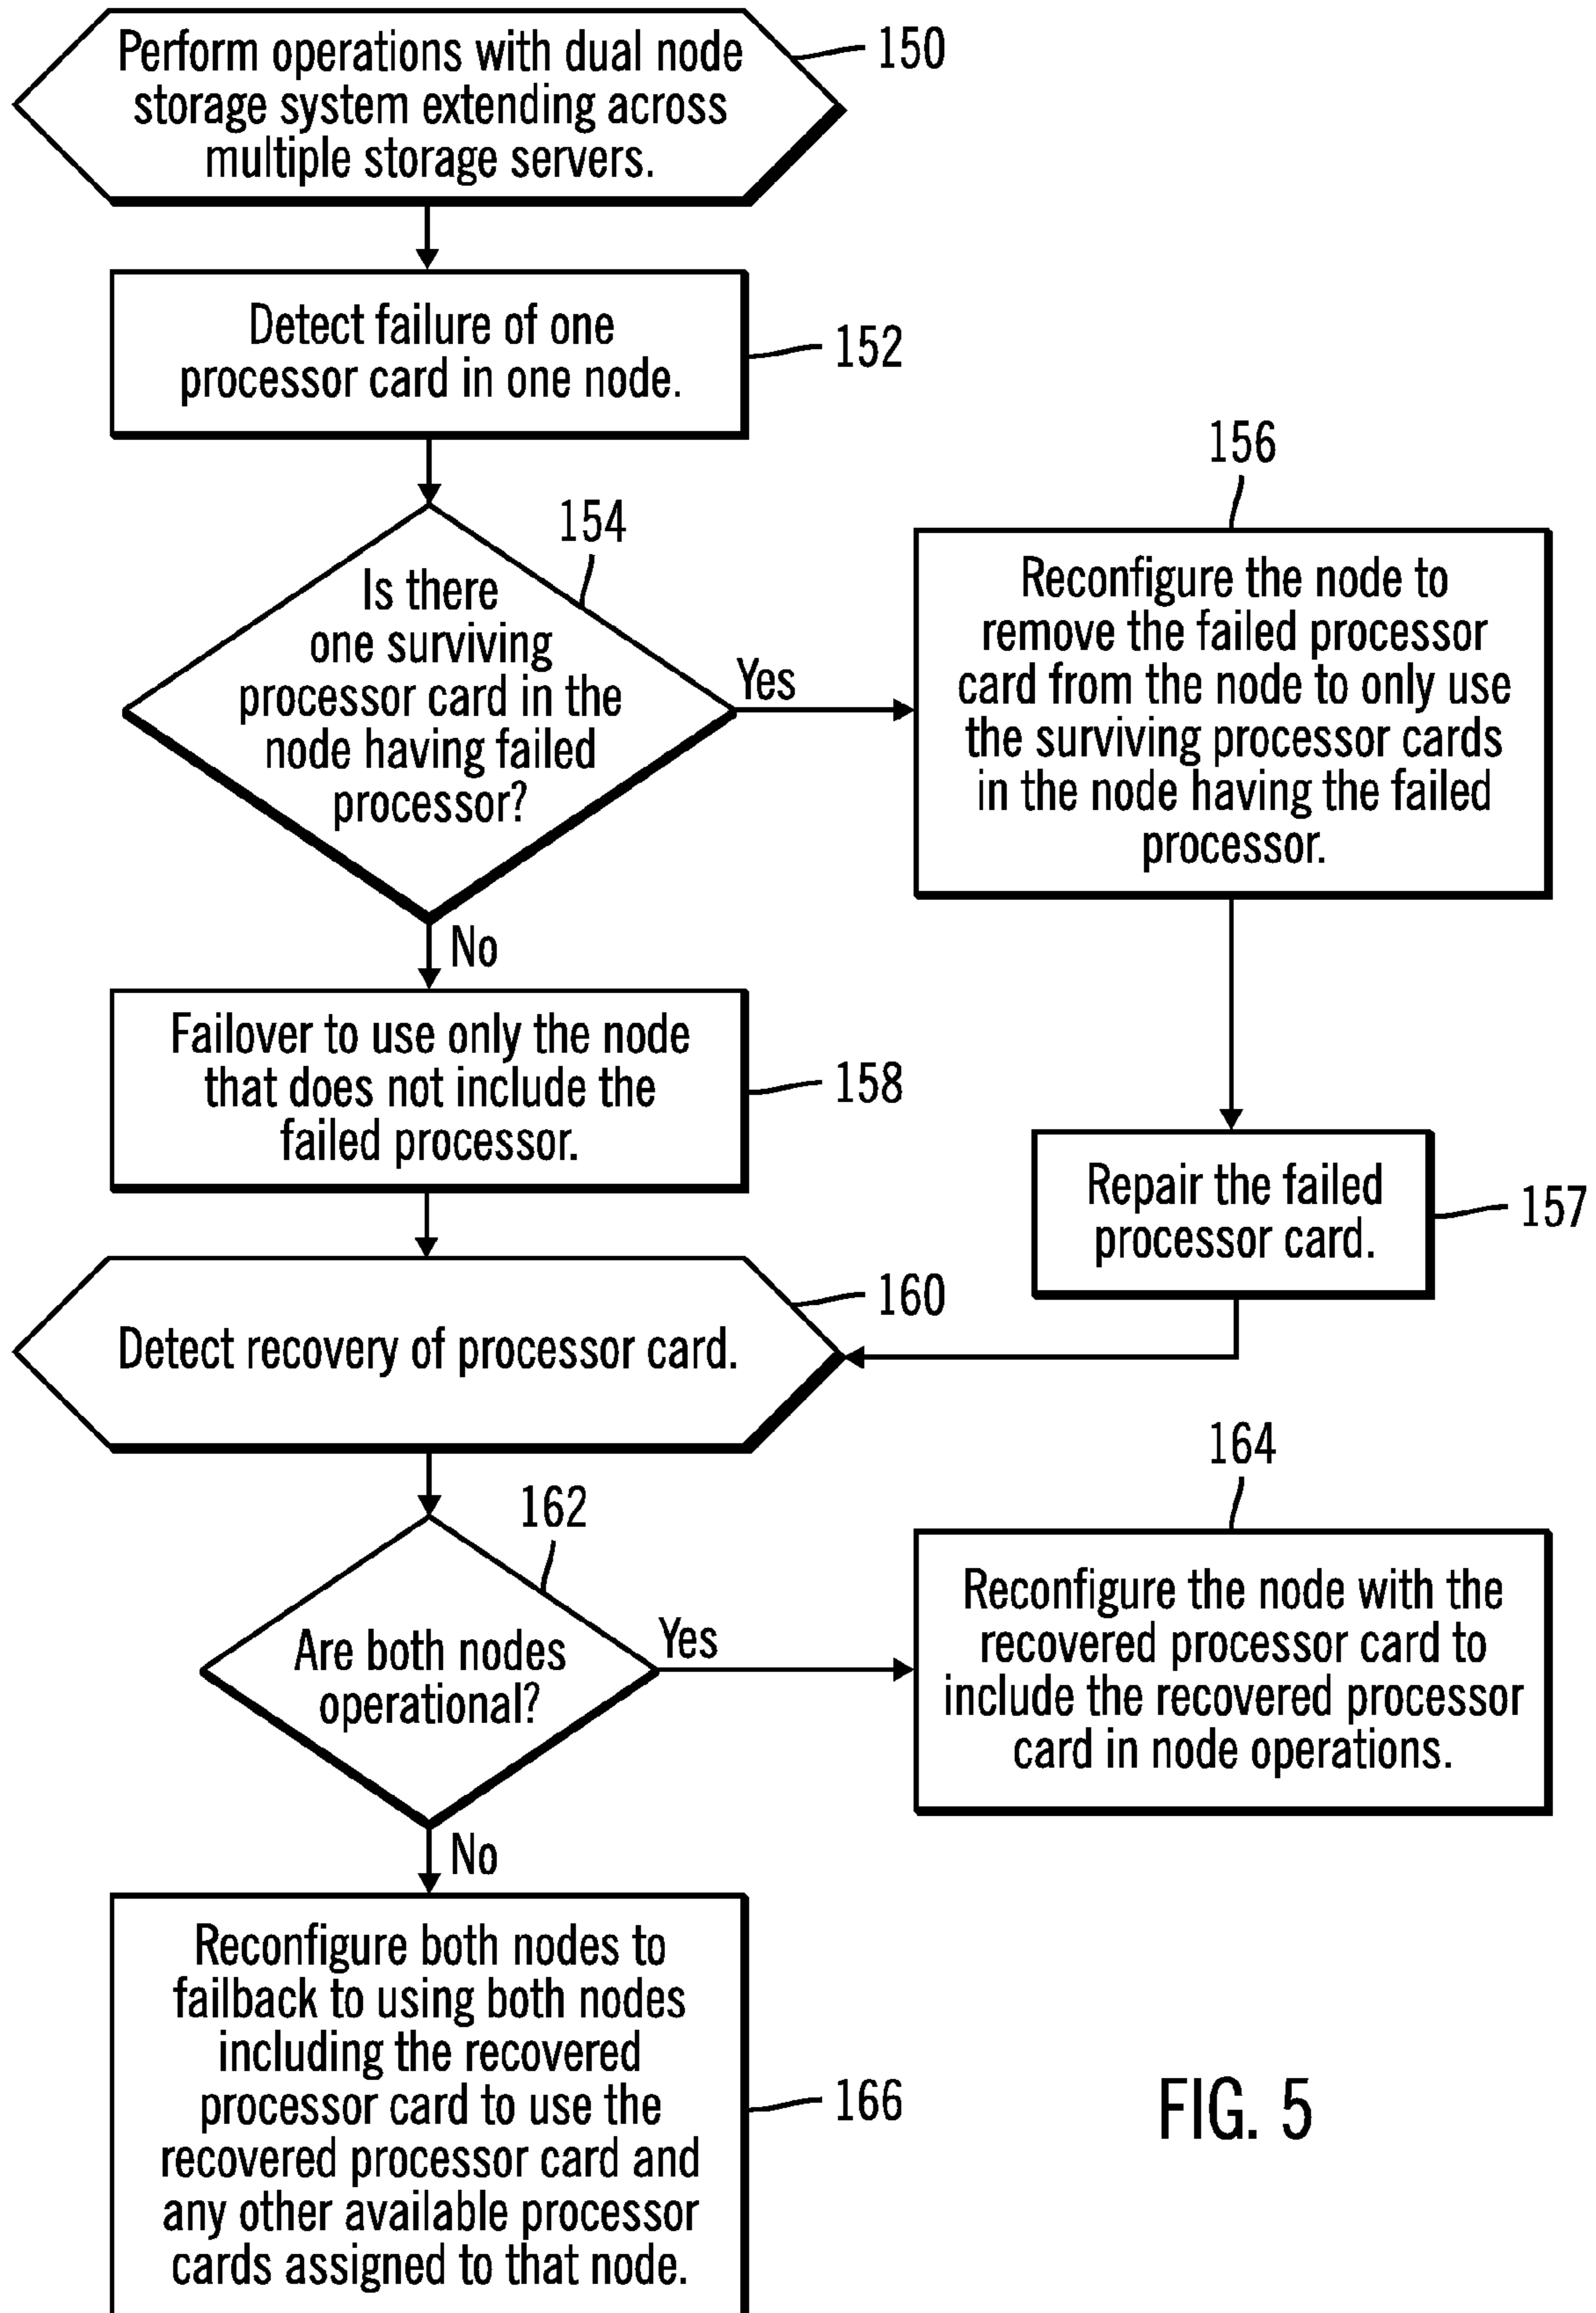 Perform operations with dual node
storage system extending across
multiple storage servers.
150
Detect failure of one
processor card in one node.
152
154
Is there
one surviving
processor card in the
node having failed
processor?
Yes
No
156
Reconfigure the node to
remove the failed processor
card from the node to only use
the surviving processor cards
in the node having the failed
processor.
Failover to use only the node
that does not include the
failed processor.
158
Repair the failed
processor card.
157
Detect recovery of processor card.
160
162
Are both nodes
operational?
Yes
No
164
Reconfigure the node with the
recovered processor card to
include the recovered processor
card in node operations.
Reconfigure both nodes to
failback to using both nodes
including the recovered
processor card to use the
recovered processor card and
any other available processor
cards assigned to that node.
166
FIG. 5